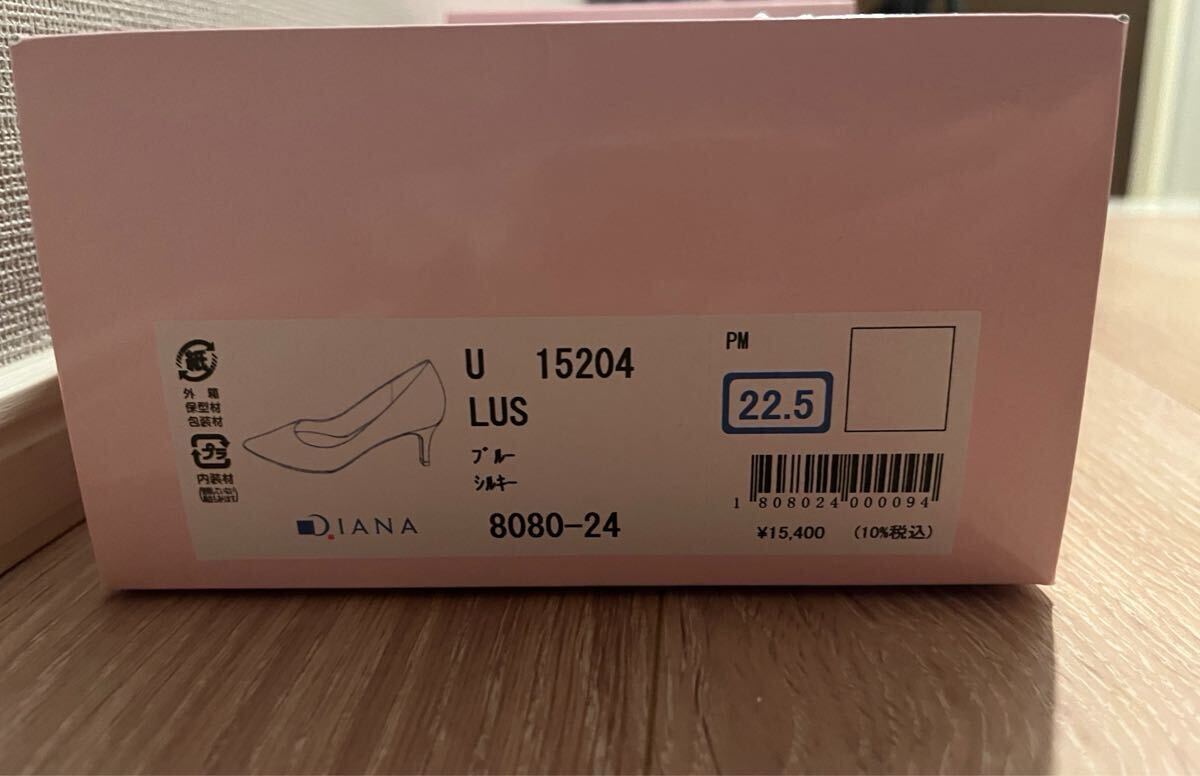 紙
外箱
保型材
包装材
プラ
内装材
U 15204
LUS
ブルー
シルキー
DIANA
8080-24
PM
22.5
1 808024 000094
¥15,400 (10%税込)